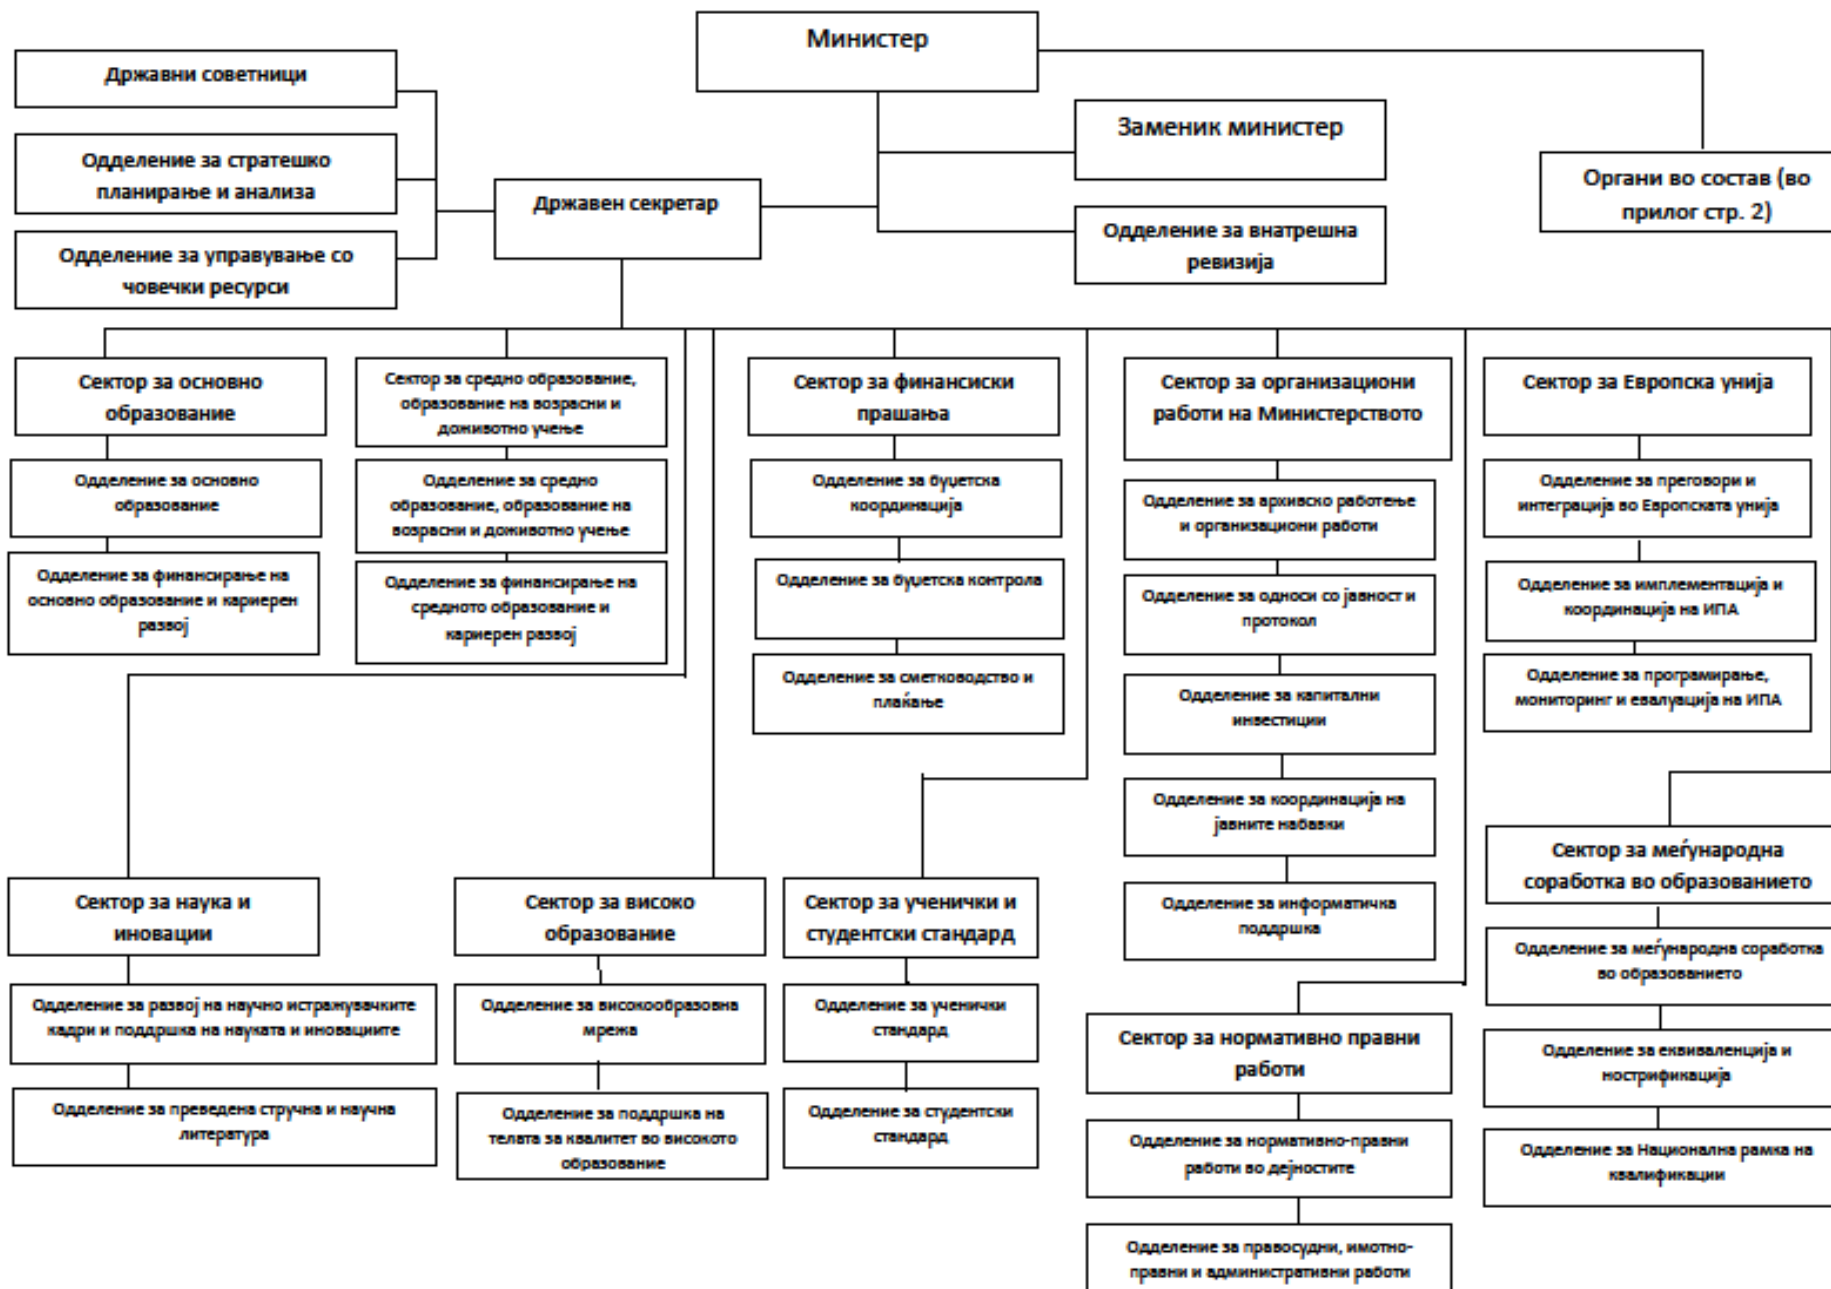 Министер
Државни советници
Заменик министер
Одделение за стратешко
планирање и анализа
Органи во состав (во
прилог стр. 2)
Државен секретар
Одделение за внатрешна
ревизија
Одделение за управување со
човечки ресурси
Сектор за основно
образование
Одделение за основно
образование
Одделение за финансирање на
основно образование и кариерен
развој
Сектор за средно образование,
образование на возрасни и
доживотно учење
Одделение за средно
образование, образование на
возрасни и доживотно учење
Одделение за финансирање на
средното образование и
кариерен развој
Сектор за финансиски
прашања
Одделение за буџетска
координација
Одделение за буџетска контрола
Одделение за сметководство и
плаќање
Сектор за организациони
работи на Министерството
Одделение за архивско работење
и организациони работи
Одделение за односи со јавност и
протокол
Одделение за капитални
инвестиции
Одделение за координација на
јавните набавки
Одделение за информатичка
поддршка
Сектор за Европска унија
Одделение за преговори и
интеграција во Европската унија
Одделение за имплементација и
координација на ИПА
Одделение за програмирање,
мониторинг и евалуација на ИПА
Сектор за наука и
иновации
Одделение за развој на научно истражувачките
кадри и поддршка на науката и иновациите
Одделение за преведена стручна и научна
литература
Сектор за високо
образование
Одделение за високообразовна
мрежа
Одделение за поддршка на
телата за квалитет во високото
образование
Сектор за ученички и
студентски стандард
Одделение за ученички
стандард
Одделение за студентски
стандард
Сектор за нормативно правни
работи
Одделение за нормативно-правни
работи во дејностите
Одделение за правосудни, имотно-
правни и административни работи
Сектор за меѓународна
соработка во образованието
Одделение за меѓународна соработка
во образованието
Одделение за еквиваленција и
нострификација
Одделение за Национална рамка на
квалификации